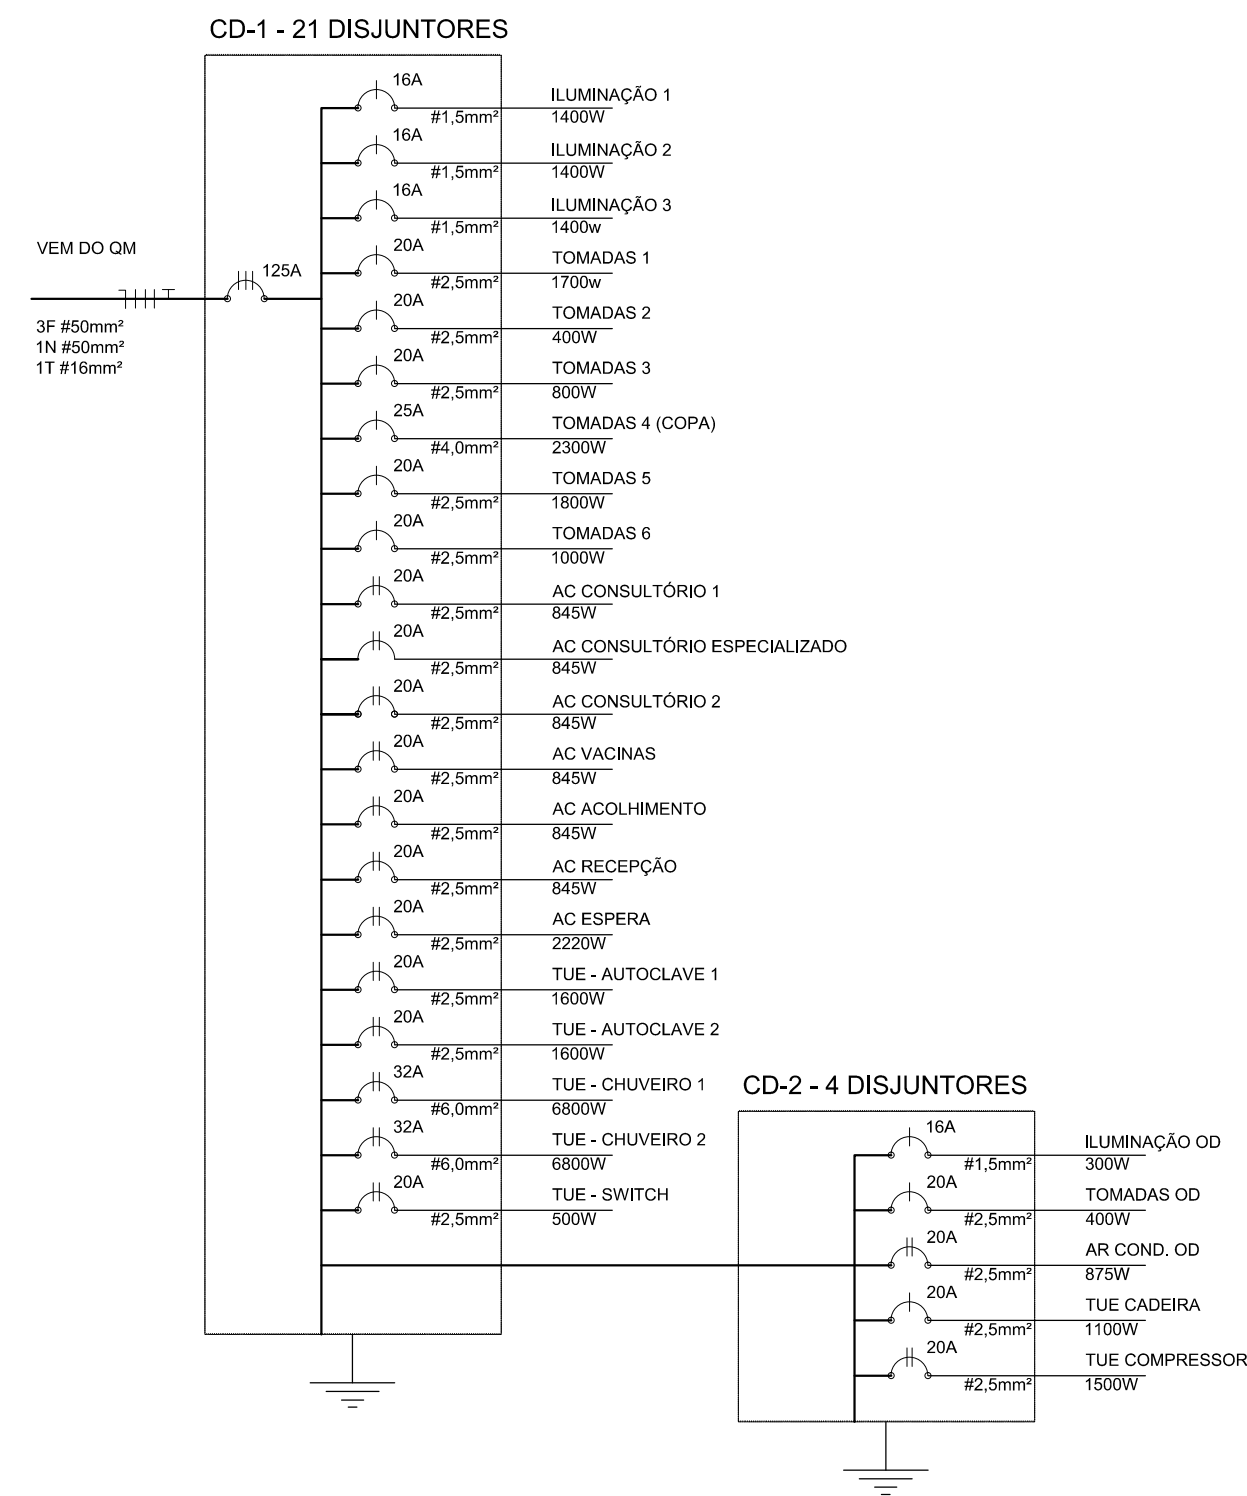 CD-1 - 21 DISJUNTORES
16A
ILUMINAÇÃO 1
#1,5mm²
1400W
16A
ILUMINAÇÃO 2
#1,5mm²
1400W
16A
ILUMINAÇÃO 3
#1,5mm²
1400w
VEM DO QM
125A
3F #50mm²
1N #50mm²
1T #16mm²
20A
TOMADAS 1
#2,5mm²
1700w
20A
TOMADAS 2
#2,5mm²
400W
20A
TOMADAS 3
#2,5mm²
800W
25A
TOMADAS 4 (COPA)
#4,0mm²
2300W
20A
TOMADAS 5
#2,5mm²
1800W
20A
TOMADAS 6
#2,5mm²
1000W
20A
AC CONSULTÓRIO 1
#2,5mm²
845W
20A
AC CONSULTÓRIO ESPECIALIZADO
#2,5mm²
845W
20A
AC CONSULTÓRIO 2
#2,5mm²
845W
20A
AC VACINAS
#2,5mm²
845W
20A
AC ACOLHIMENTO
#2,5mm²
845W
20A
AC RECEPÇÃO
#2,5mm²
845W
20A
AC ESPERA
#2,5mm²
2220W
20A
TUE - AUTOCLAVE 1
#2,5mm²
1600W
20A
TUE - AUTOCLAVE 2
#2,5mm²
1600W
32A
TUE - CHUVEIRO 1
#6,0mm²
6800W
32A
TUE - CHUVEIRO 2
#6,0mm²
6800W
20A
TUE - SWITCH
#2,5mm²
500W
CD-2 - 4 DISJUNTORES
16A
ILUMINAÇÃO OD
#1,5mm²
300W
20A
TOMADAS OD
#2,5mm²
400W
20A
AR COND. OD
#2,5mm²
875W
20A
TUE CADEIRA
#2,5mm²
1100W
20A
TUE COMPRESSOR
#2,5mm²
1500W